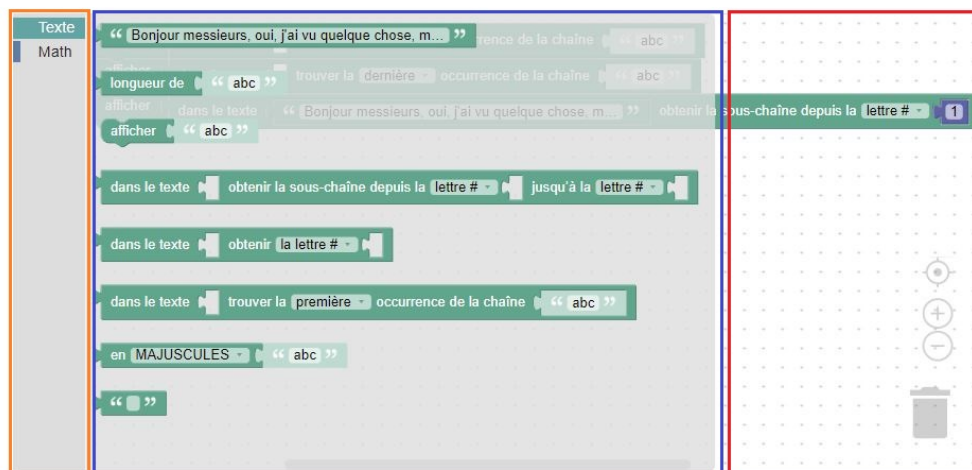 Texte
Math
“ Bonjour messieurs, oui, j'ai vu quelque chose, m... ”
rence de la chaîne “ abc ”
trouver la dernière occurrence de la chaîne “ abc ”
longueur de “ abc ”
afficher dans le texte “ Bonjour messieurs, oui, j'ai vu quelque chose, m... ” obtenir la sous-chaîne depuis la lettre # 1
afficher “ abc ”
dans le texte obtenir la sous-chaîne depuis la lettre # jusqu'à la lettre #
dans le texte obtenir la lettre #
dans le texte trouver la première occurrence de la chaîne “ abc ”
en MAJUSCULES “ abc ”
“ ”